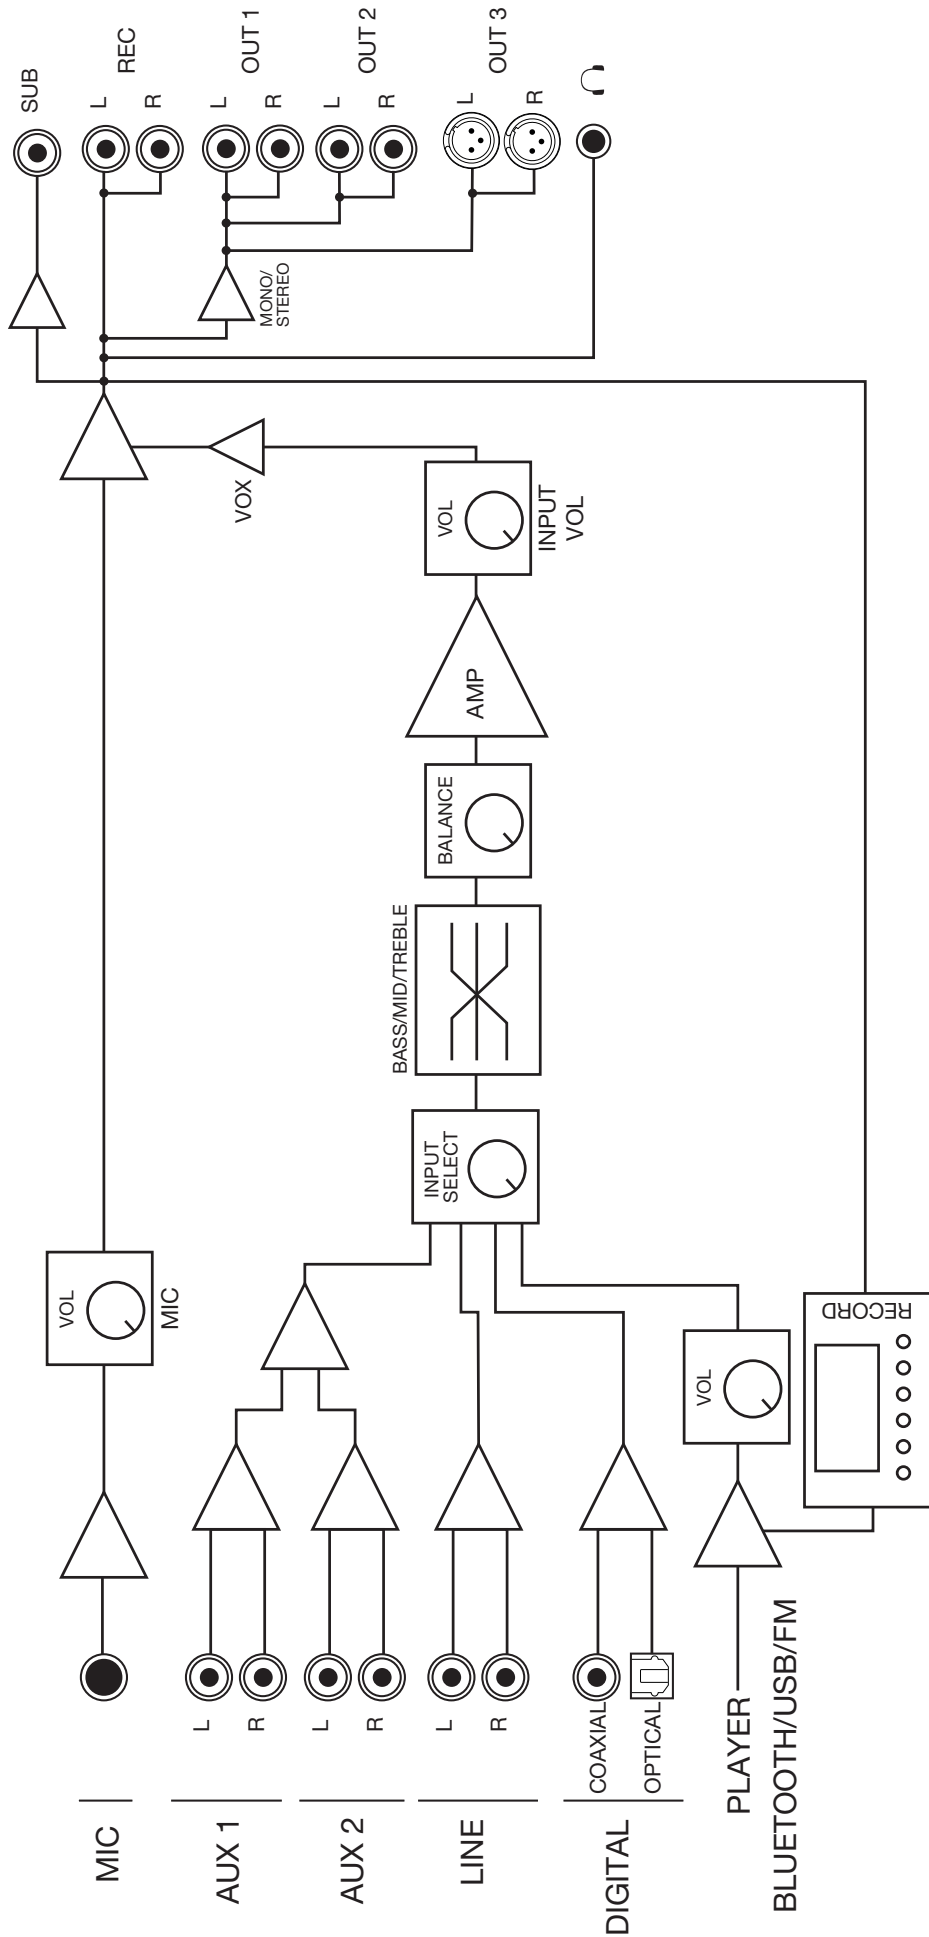 MIC
AUX 1
L
R
AUX 2
L
R
LINE
L
R
DIGITAL
COAXIAL
OPTICAL
PLAYER
BLUETOOTH/USB/FM
VOL
MIC
VOL
RECORD
INPUT
SELECT
BASS/MID/TREBLE
BALANCE
AMP
VOL
INPUT
VOL
VOX
MONO/
STEREO
SUB
L
R
REC
L
R
OUT 1
L
R
OUT 2
L
R
OUT 3